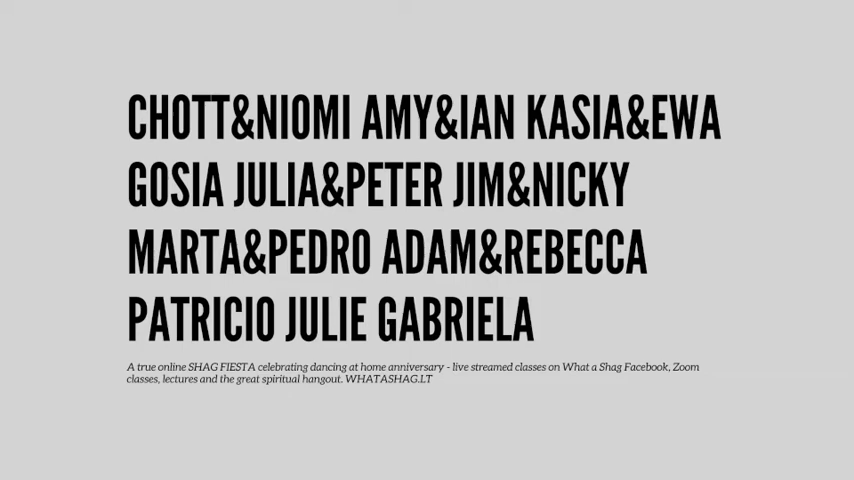 CHOTT&NIOMI AMY&IAN KASIA&EWA
GOSIA JULIA&PETER JIM&NICKY
MARTA&PEDRO ADAM&REBECCA
PATRICIO JULIE GABRIELA
A true online SHAG FIESTA celebrating dancing at home anniversary - live streamed classes on What a Shag Facebook, Zoom
classes, lectures and the great spiritual hangout. WHATASHAG.LT